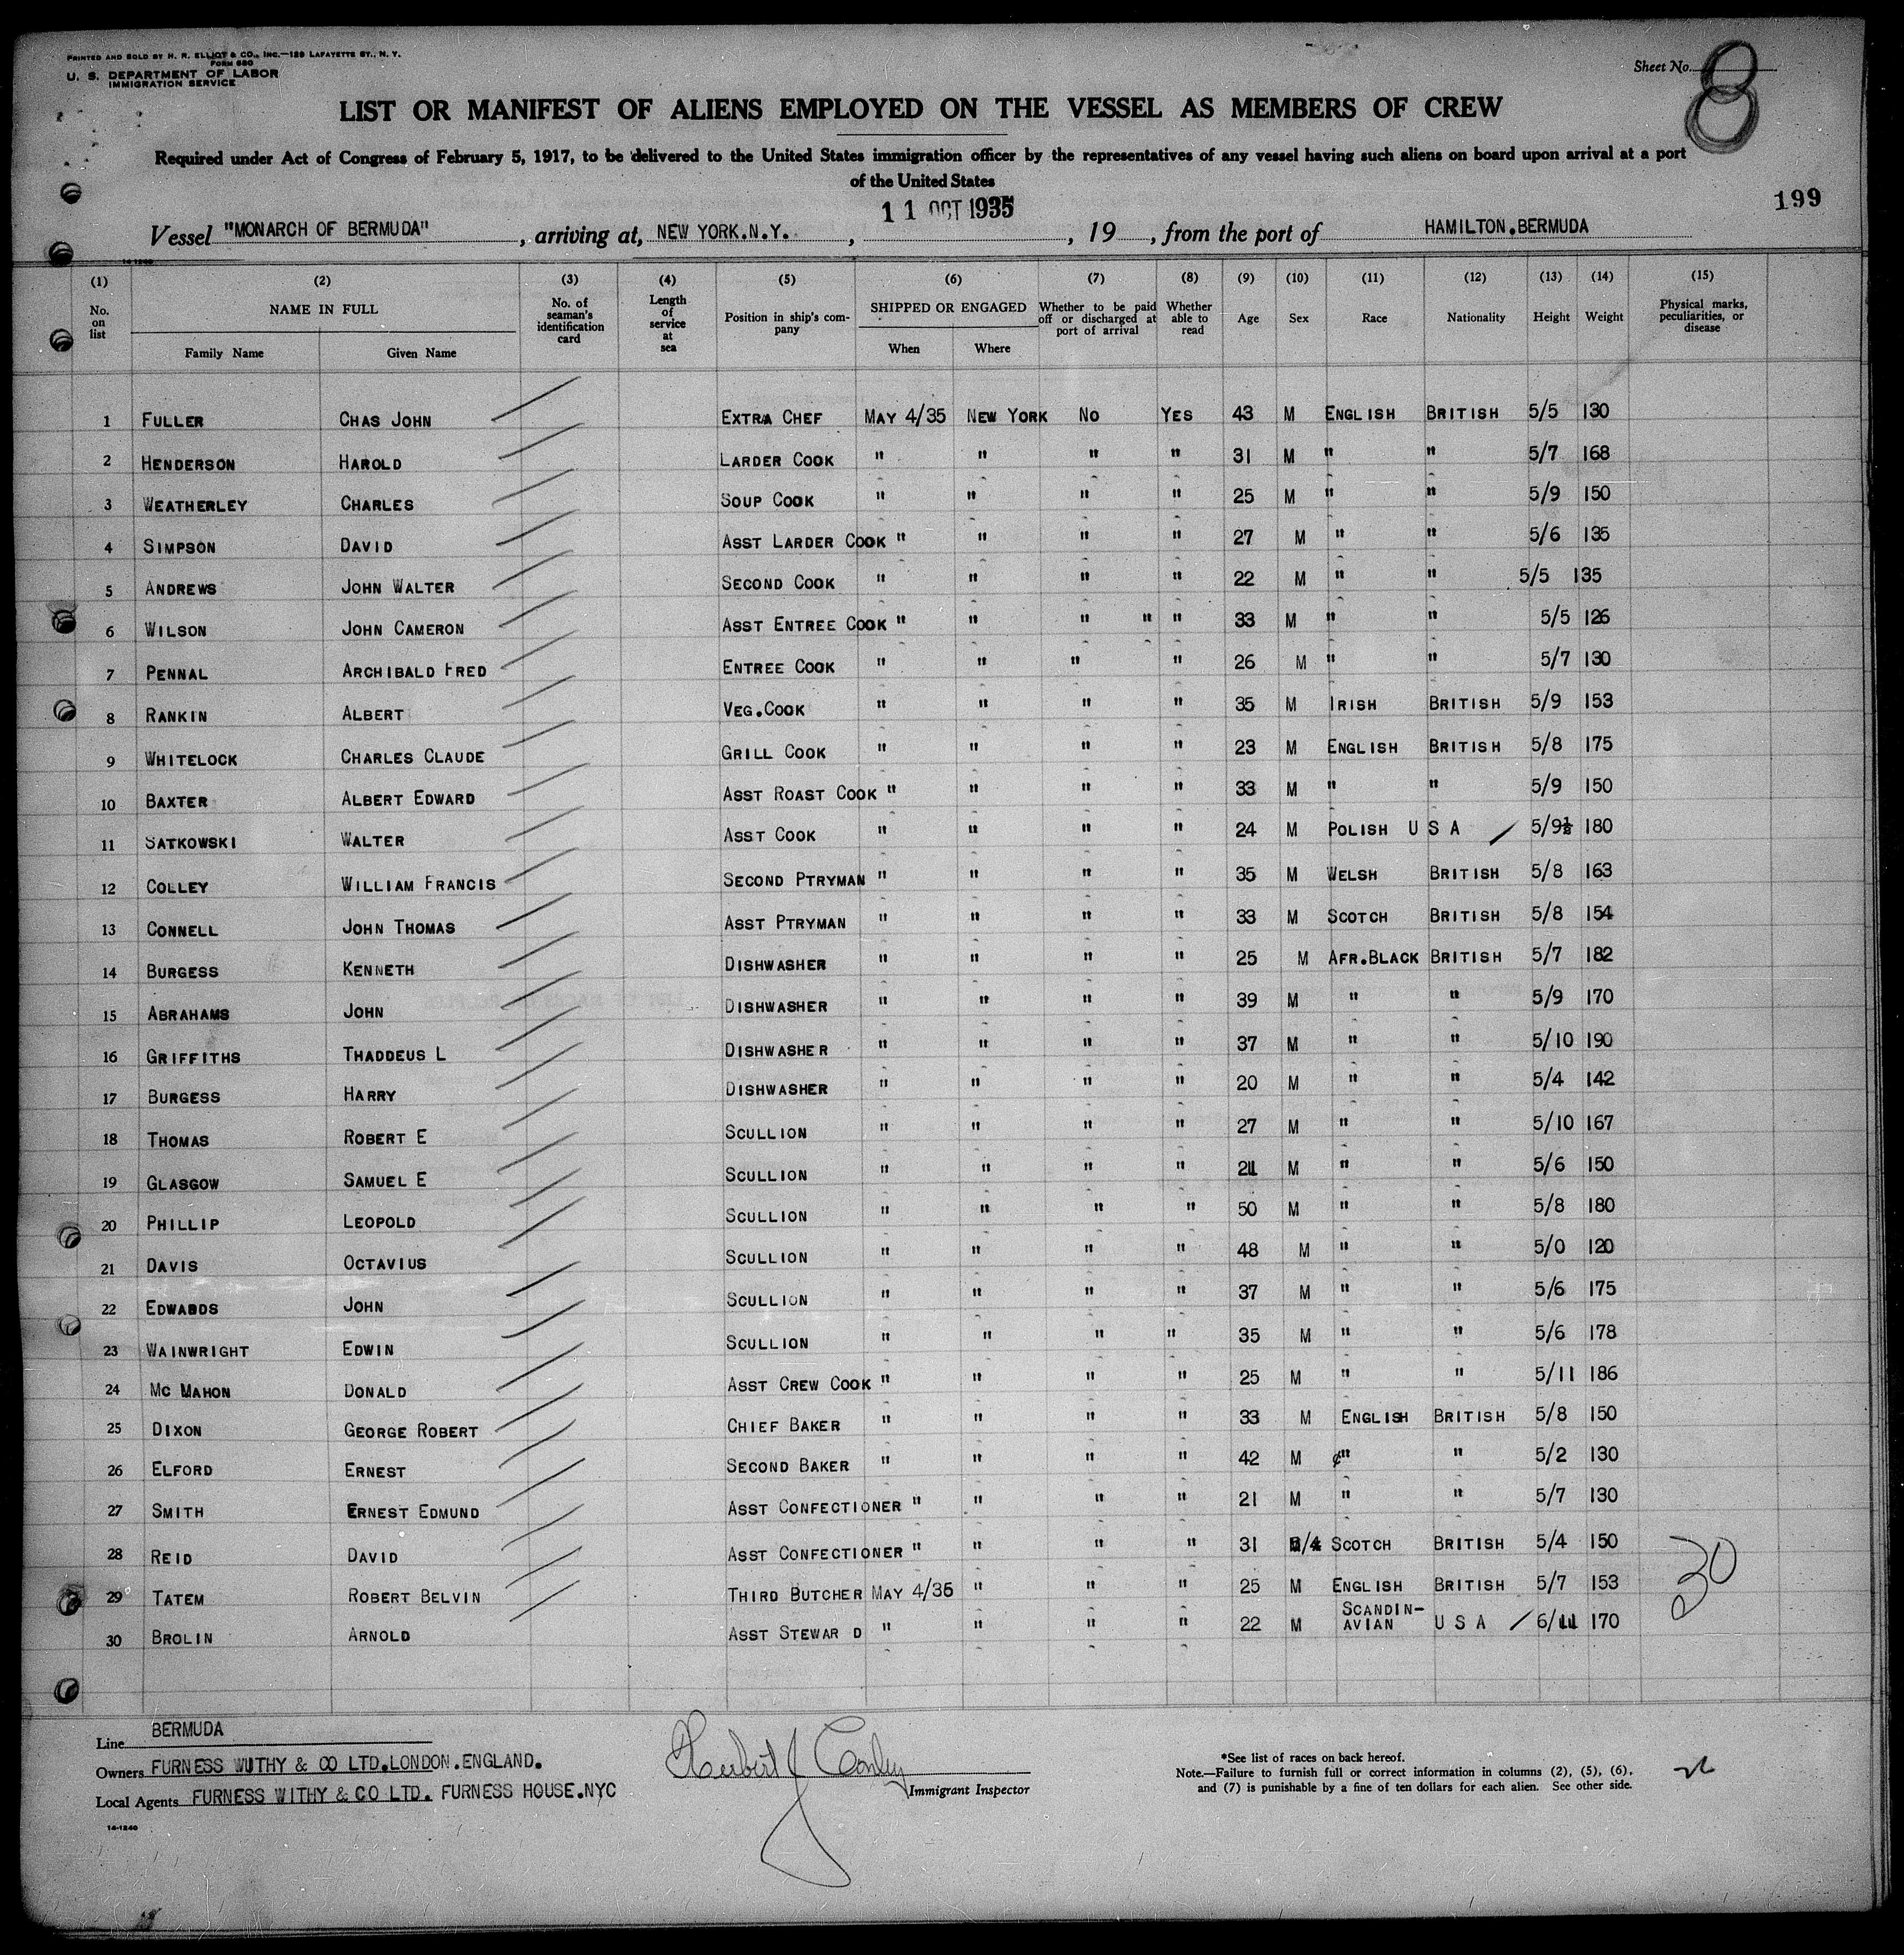 PRINTED AND SOLD BY H. R. ELLIOT & CO., INC.—129 LAFAYETTE ST., N. Y.
FORM 680
U. S. DEPARTMENT OF LABOR
IMMIGRATION SERVICE
Sheet No. 8
LIST OR MANIFEST OF ALIENS EMPLOYED ON THE VESSEL AS MEMBERS OF CREW
Required under Act of Congress of February 5, 1917, to be delivered to the United States immigration officer by the representatives of any vessel having such aliens on board upon arrival at a port
of the United States
11 OCT 1935
199
Vessel "MONARCH OF BERMUDA", arriving at, NEW YORK.N.Y., , 19 , from the port of HAMILTON.BERMUDA
14-1240
(1) (2) (3) (4) (5) (6) (7) (8) (9) (10) (11) (12) (13) (14) (15)
No. on list NAME IN FULL Family Name Given Name No. of seaman's identification card Length of service at sea Position in ship's company SHIPPED OR ENGAGED When Where Whether to be paid off or discharged at port of arrival Whether able to read Age Sex Race Nationality Height Weight Physical marks, peculiarities, or disease
1 FULLER CHAS JOHN EXTRA CHEF MAY 4/35 NEW YORK NO YES 43 M ENGLISH BRITISH 5/5 130
2 HENDERSON HAROLD LARDER COOK " " " " 31 M " " 5/7 168
3 WEATHERLEY CHARLES SOUP COOK " " " " 25 M " " 5/9 150
4 SIMPSON DAVID ASST LARDER COOK " " " " 27 M " " 5/6 135
5 ANDREWS JOHN WALTER SECOND COOK " " " " 22 M " " 5/5 135
6 WILSON JOHN CAMERON ASST ENTREE COOK " " " " " 33 M " " 5/5 126
7 PENNAL ARCHIBALD FRED ENTREE COOK " " " " 26 M " " 5/7 130
8 RANKIN ALBERT VEG.COOK " " " " 35 M IRISH BRITISH 5/9 153
9 WHITELOCK CHARLES CLAUDE GRILL COOK " " " " 23 M ENGLISH BRITISH 5/8 175
10 BAXTER ALBERT EDWARD ASST ROAST COOK " " " " 33 M " " 5/9 150
11 SATKOWSKI WALTER ASST COOK " " " " 24 M POLISH U S A / 5/9½ 180
12 COLLEY WILLIAM FRANCIS SECOND PTRYMAN " " " " 35 M WELSH BRITISH 5/8 163
13 CONNELL JOHN THOMAS ASST PTRYMAN " " " " 33 M SCOTCH BRITISH 5/8 154
14 BURGESS KENNETH DISHWASHER " " " " 25 M AFR.BLACK BRITISH 5/7 182
15 ABRAHAMS JOHN DISHWASHER " " " " 39 M " " 5/9 170
16 GRIFFITHS THADDEUS L DISHWASHER " " " " 37 M " " 5/10 190
17 BURGESS HARRY DISHWASHER " " " " 20 M " " 5/4 142
18 THOMAS ROBERT E SCULLION " " " " 27 M " " 5/10 167
19 GLASGOW SAMUEL E SCULLION " " " " 21 M " " 5/6 150
20 PHILLIP LEOPOLD SCULLION " " " " 50 M " " 5/8 180
21 DAVIS OCTAVIUS SCULLION " " " " 48 M " " 5/0 120
22 EDWARDS JOHN SCULLION " " " " 37 M " " 5/6 175
23 WAINWRIGHT EDWIN SCULLION " " " " 35 M " " 5/6 178
24 MC MAHON DONALD ASST CREW COOK " " " " 25 M " " 5/11 186
25 DIXON GEORGE ROBERT CHIEF BAKER " " " " 33 M ENGLISH BRITISH 5/8 150
26 ELFORD ERNEST SECOND BAKER " " " " 42 M " " 5/2 130
27 SMITH ERNEST EDMUND ASST CONFECTIONER " " " " 21 M " " 5/7 130
28 REID DAVID ASST CONFECTIONER " " " " 31 SCOTCH BRITISH 5/4 150
29 TATEM ROBERT BELVIN THIRD BUTCHER MAY 4/35 " " " 25 M ENGLISH BRITISH 5/7 153
30 BROLIN ARNOLD ASST STEWAR D " " " " 22 M SCANDIN-AVIAN U S A / 6/11 170
30
Line BERMUDA
Owners FURNESS WITHY & CO LTD.LONDON.ENGLAND.
Local Agents FURNESS WITHY & CO LTD. FURNESS HOUSE.NYC
14-1240
Herbert J Conley
Immigrant Inspector
*See list of races on back hereof.
Note.—Failure to furnish full or correct information in columns (2), (5), (6),
and (7) is punishable by a fine of ten dollars for each alien. See other side.